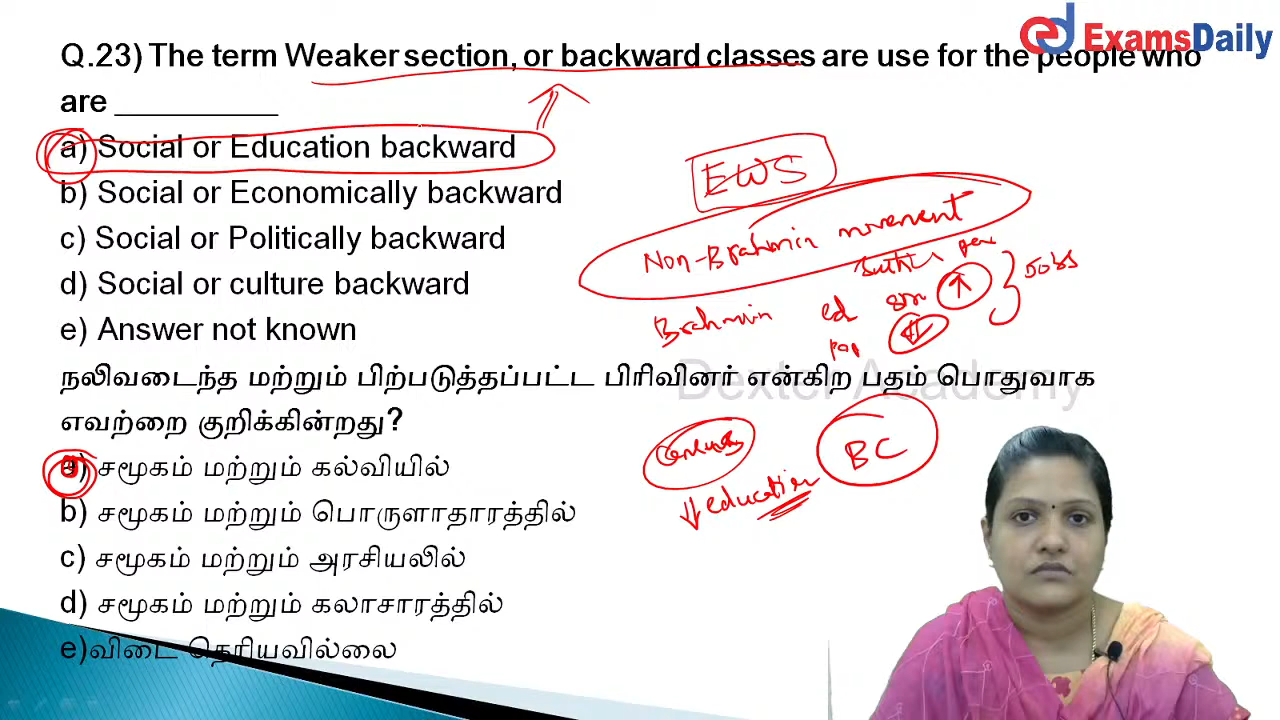 ExamsDaily
Q.23) The term Weaker section, or backward classes are use for the people who
are __________
a) Social or Education backward
b) Social or Economically backward
c) Social or Politically backward
d) Social or culture backward
e) Answer not known
நலிவடைந்த மற்றும் பிற்படுத்தப்பட்ட பிரிவினர் என்கிற பதம் பொதுவாக
எவற்றை குறிக்கின்றது?
a) சமூகம் மற்றும் கல்வியில்
b) சமூகம் மற்றும் பொருளாதாரத்தில்
c) சமூகம் மற்றும் அரசியலில்
d) சமூகம் மற்றும் கலாசாரத்தில்
e)விடை தெரியவில்லை
Dexter Academy
EWS
Non-Brahmin movement
Brahmin ed
pop
Jobs
BC
education